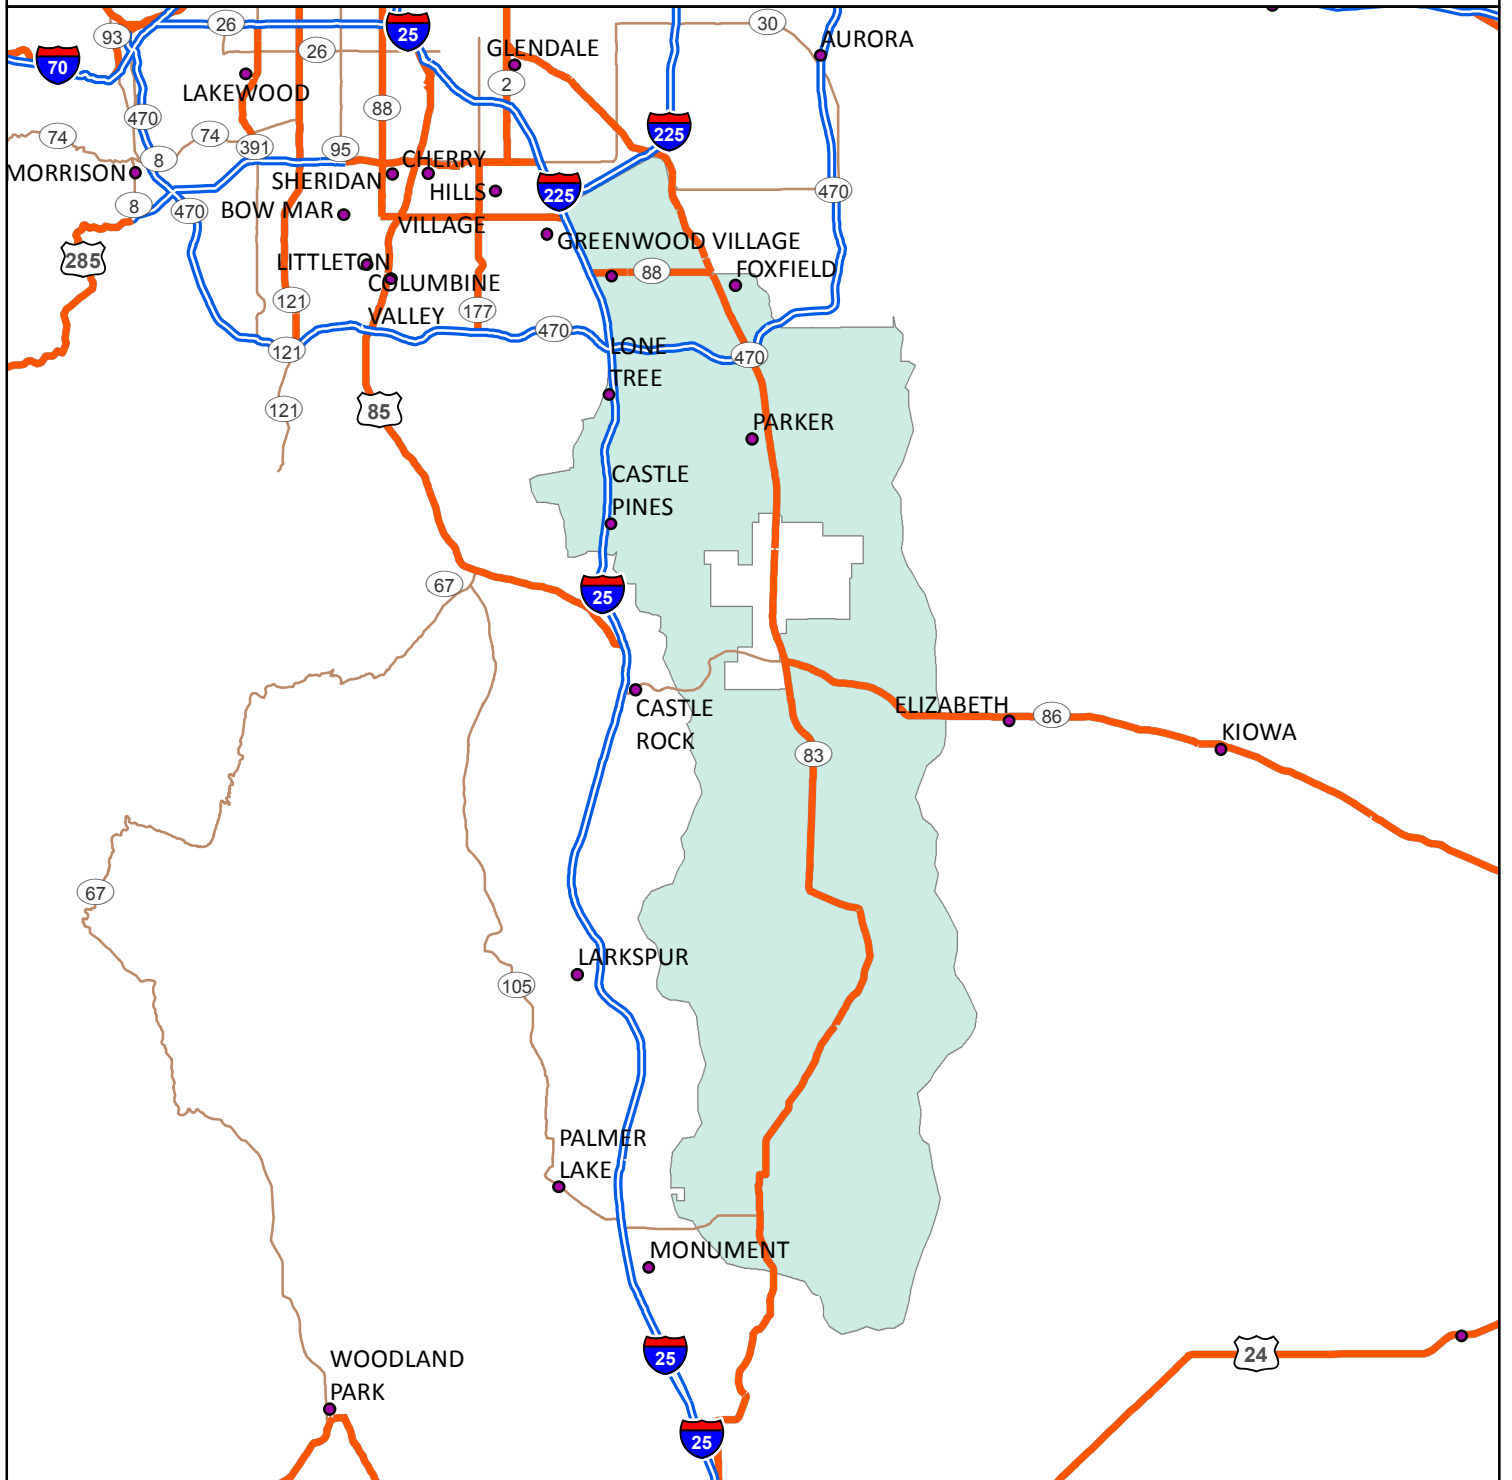 26
30
93
25
AURORA
GLENDALE
26
70
2
LAKEWOOD
88
470
225
74
74
391
95
8
CHERRY
HILLS
VILLAGE
MORRISON
SHERIDAN
225
470
8
470
BOW MAR
GREENWOOD VILLAGE
285
LITTLETON
88
FOXFIELD
COLUMBINE
VALLEY
121
177
470
121
LONE
TREE
470
121
85
PARKER
CASTLE
PINES
67
25
ELIZABETH
86
CASTLE
ROCK
KIOWA
83
67
LARKSPUR
105
PALMER
LAKE
MONUMENT
25
24
WOODLAND
PARK
25